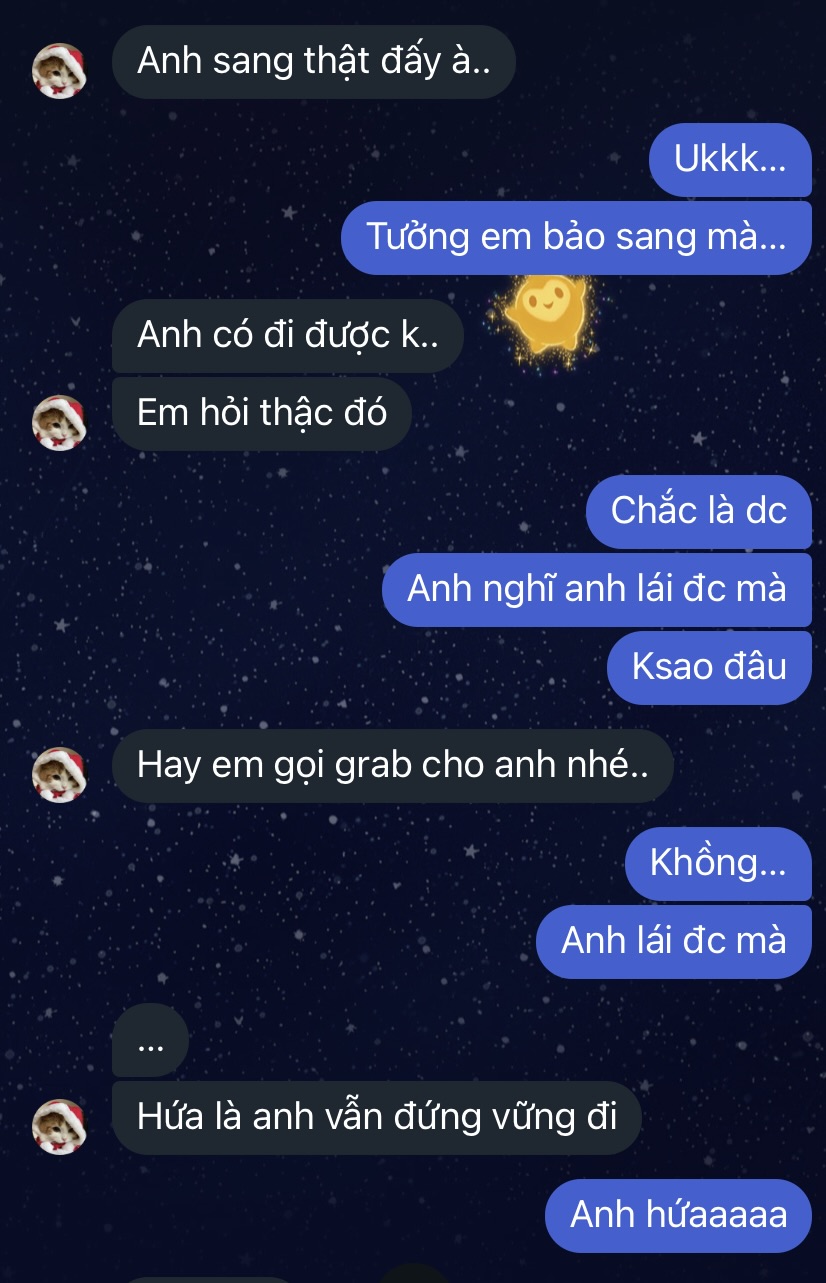 Anh sang thật đấy à..
Ukkk...
Tưởng em bảo sang mà...
Anh có đi được k..
Em hỏi thậc đó
Chắc là dc
Anh nghĩ anh lái đc mà
Ksao đâu
Hay em gọi grab cho anh nhé..
Khồng...
Anh lái đc mà
...
Hứa là anh vẫn đứng vững đi
Anh hứaaaaa